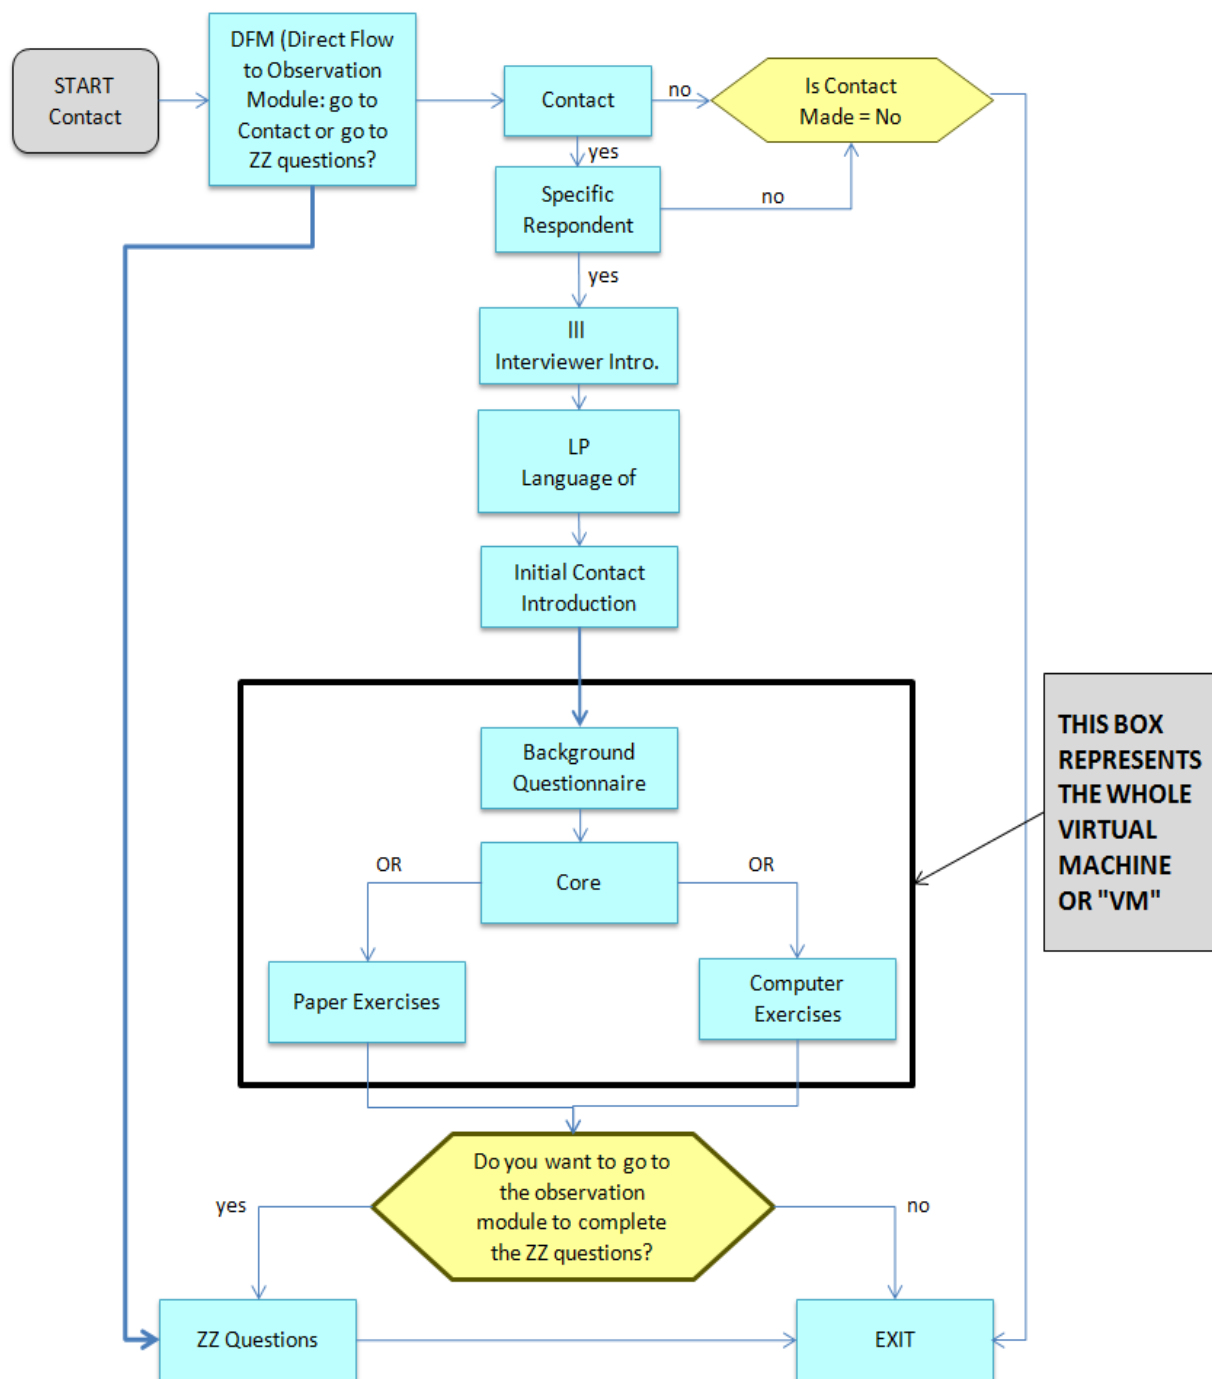 START
Contact
DFM (Direct Flow
to Observation
Module: go to
Contact or go to
ZZ questions?
Contact
no
Is Contact
Made = No
yes
Specific
Respondent
no
yes
III
Interviewer Intro.
LP
Language of
Initial Contact
Introduction
THIS BOX
REPRESENTS
THE WHOLE
VIRTUAL
MACHINE
OR "VM"
Background
Questionnaire
OR
Core
OR
Paper Exercises
Computer
Exercises
Do you want to go to
the observation
module to complete
the ZZ questions?
yes
no
ZZ Questions
EXIT